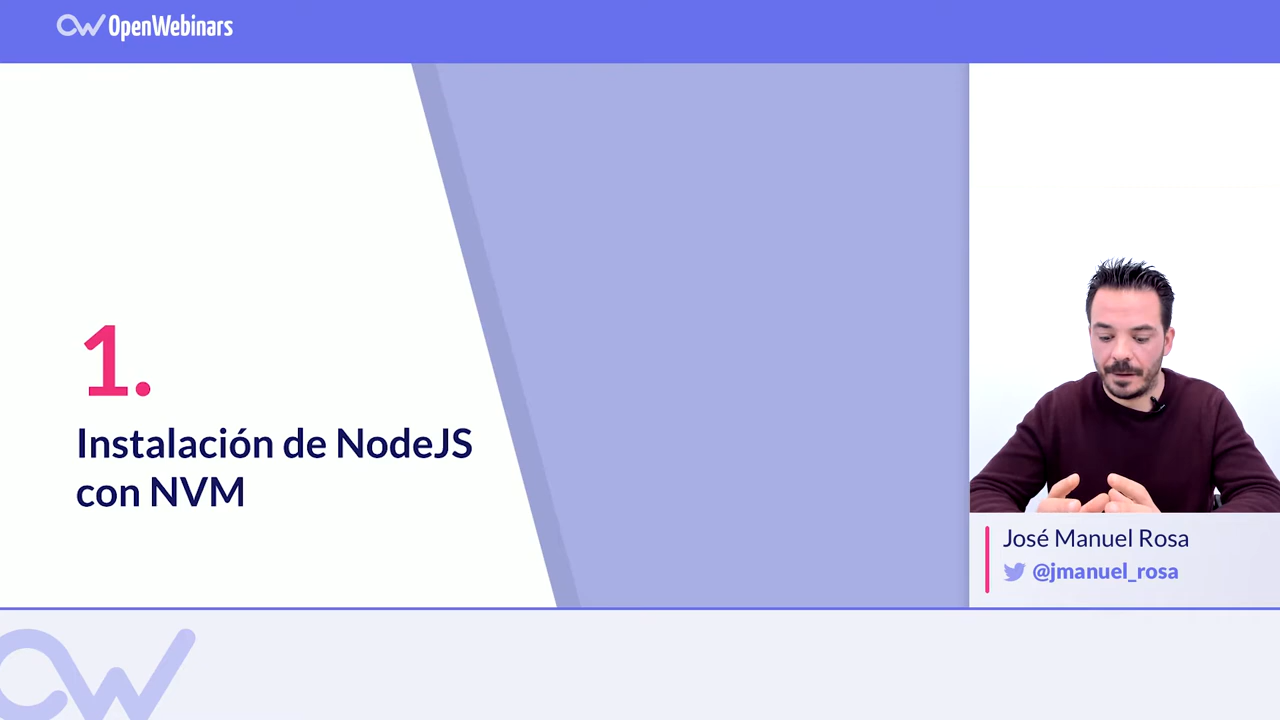 OpenWebinars
1.
Instalación de NodeJS
con NVM
José Manuel Rosa
@jmanuel_rosa